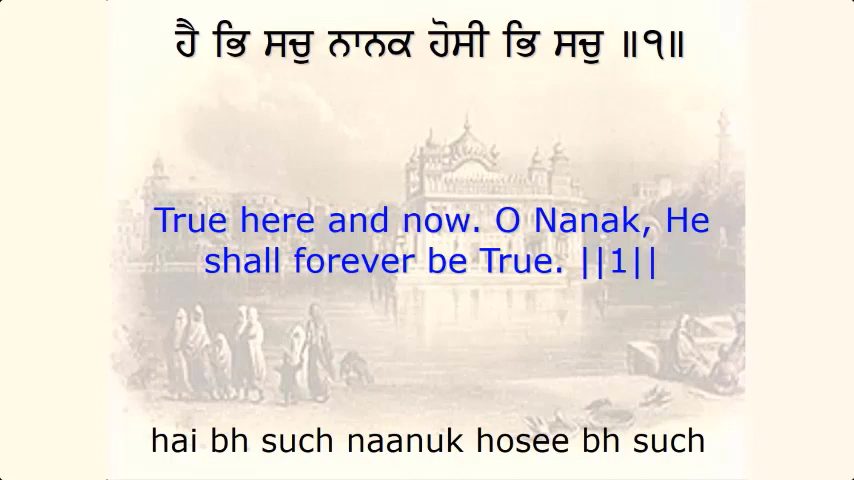 ਹੈ ਭਿ ਸਚੁ ਨਾਨਕ ਹੋਸੀ ਭਿ ਸਚੁ ॥੧॥
True here and now. O Nanak, He
shall forever be True. ||1||
hai bh such naanuk hosee bh such